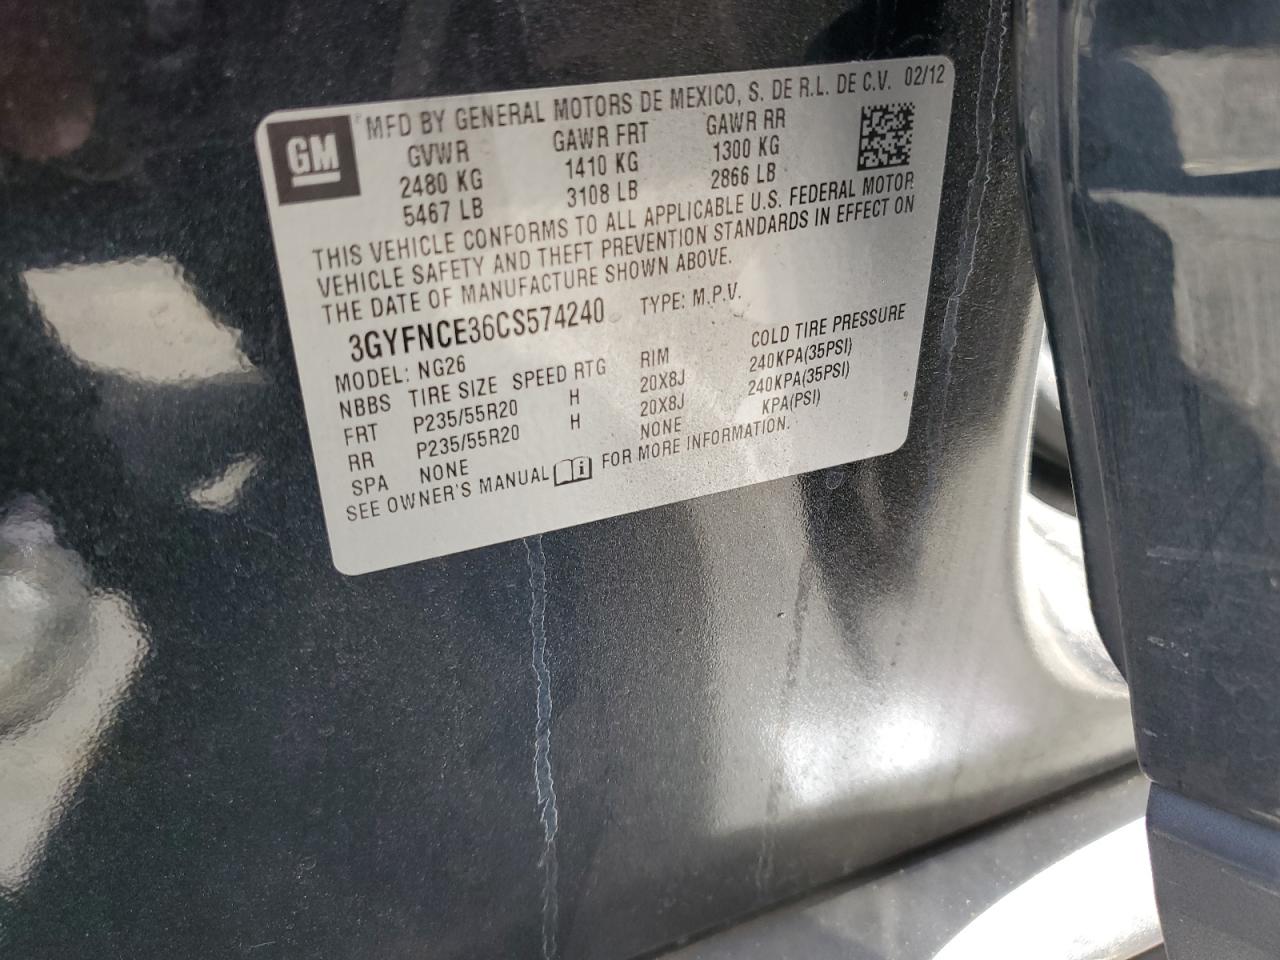 GM
MFD BY GENERAL MOTORS DE MEXICO, S. DE R.L. DE C.V. 02/12
GVWR GAWR FRT GAWR RR
2480 KG 1410 KG 1300 KG
5467 LB 3108 LB 2866 LB
THIS VEHICLE CONFORMS TO ALL APPLICABLE U.S. FEDERAL MOTOR
VEHICLE SAFETY AND THEFT PREVENTION STANDARDS IN EFFECT ON
THE DATE OF MANUFACTURE SHOWN ABOVE.
3GYFNCE36CS574240 TYPE: M.P.V.
MODEL: NG26
NBBS TIRE SIZE SPEED RTG RIM COLD TIRE PRESSURE
FRT P235/55R20 H 20X8J 240KPA(35PSI)
RR P235/55R20 H 20X8J 240KPA(35PSI)
SPA NONE NONE KPA(PSI)
SEE OWNER'S MANUAL i FOR MORE INFORMATION.